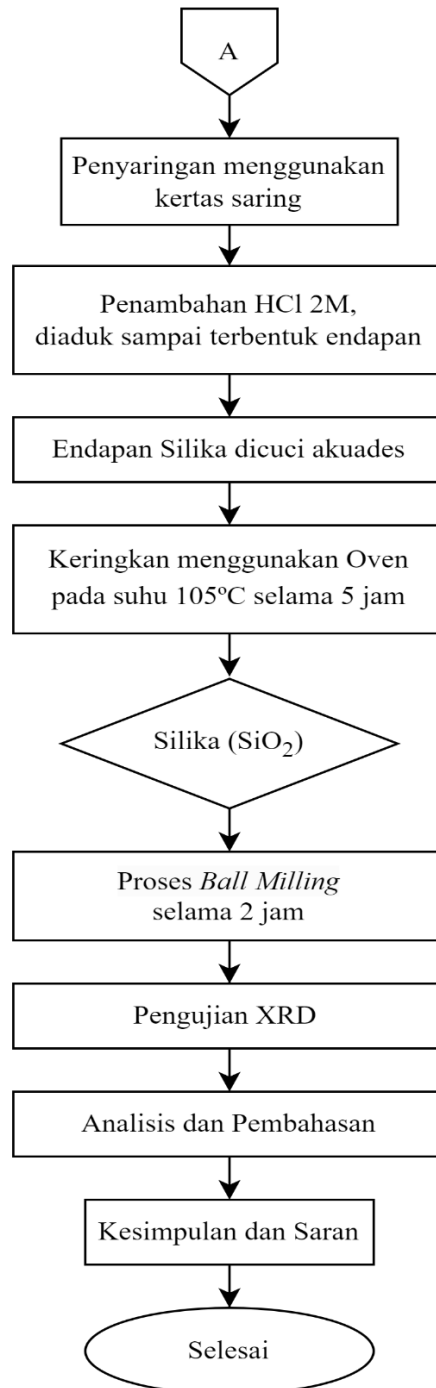 A
Penyaringan menggunakan
kertas saring
Penambahan HCl 2M,
diaduk sampai terbentuk endapan
Endapan Silika dicuci akuades
Keringkan menggunakan Oven
pada suhu 105ºC selama 5 jam
Silika (SiO₂)
Proses Ball Milling
selama 2 jam
Pengujian XRD
Analisis dan Pembahasan
Kesimpulan dan Saran
Selesai